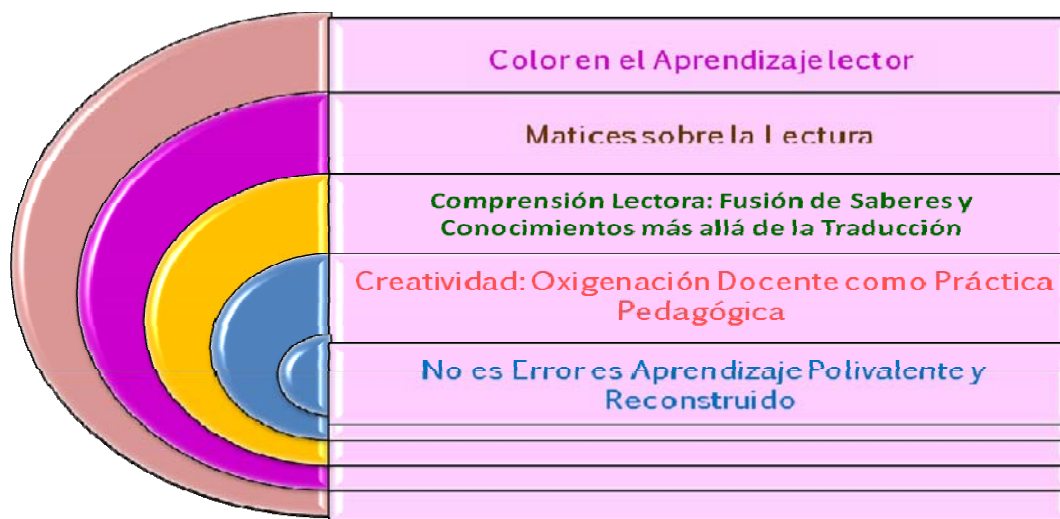 Color en el Aprendizaje lector
Matices sobre la Lectura
Comprensión Lectora: Fusión de Saberes y
Conocimientos más allá de la Traducción
Creatividad: Oxigenación Docente como Práctica
Pedagógica
No es Error es Aprendizaje Polivalente y
Reconstruido